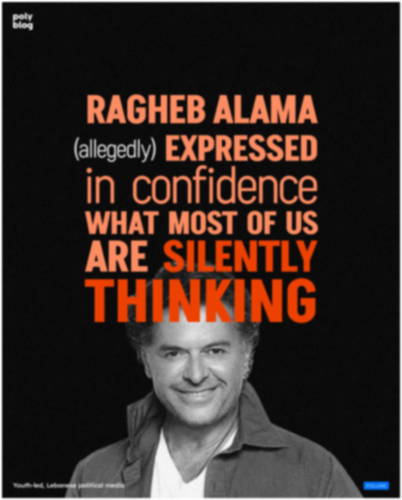 poly
blog
RAGHEB ALAMA
(allegedly) EXPRESSED
in confidence
WHAT MOST OF US
ARE SILENTLY
THINKING
Youth-led, Lebanese political media
FOLLOW